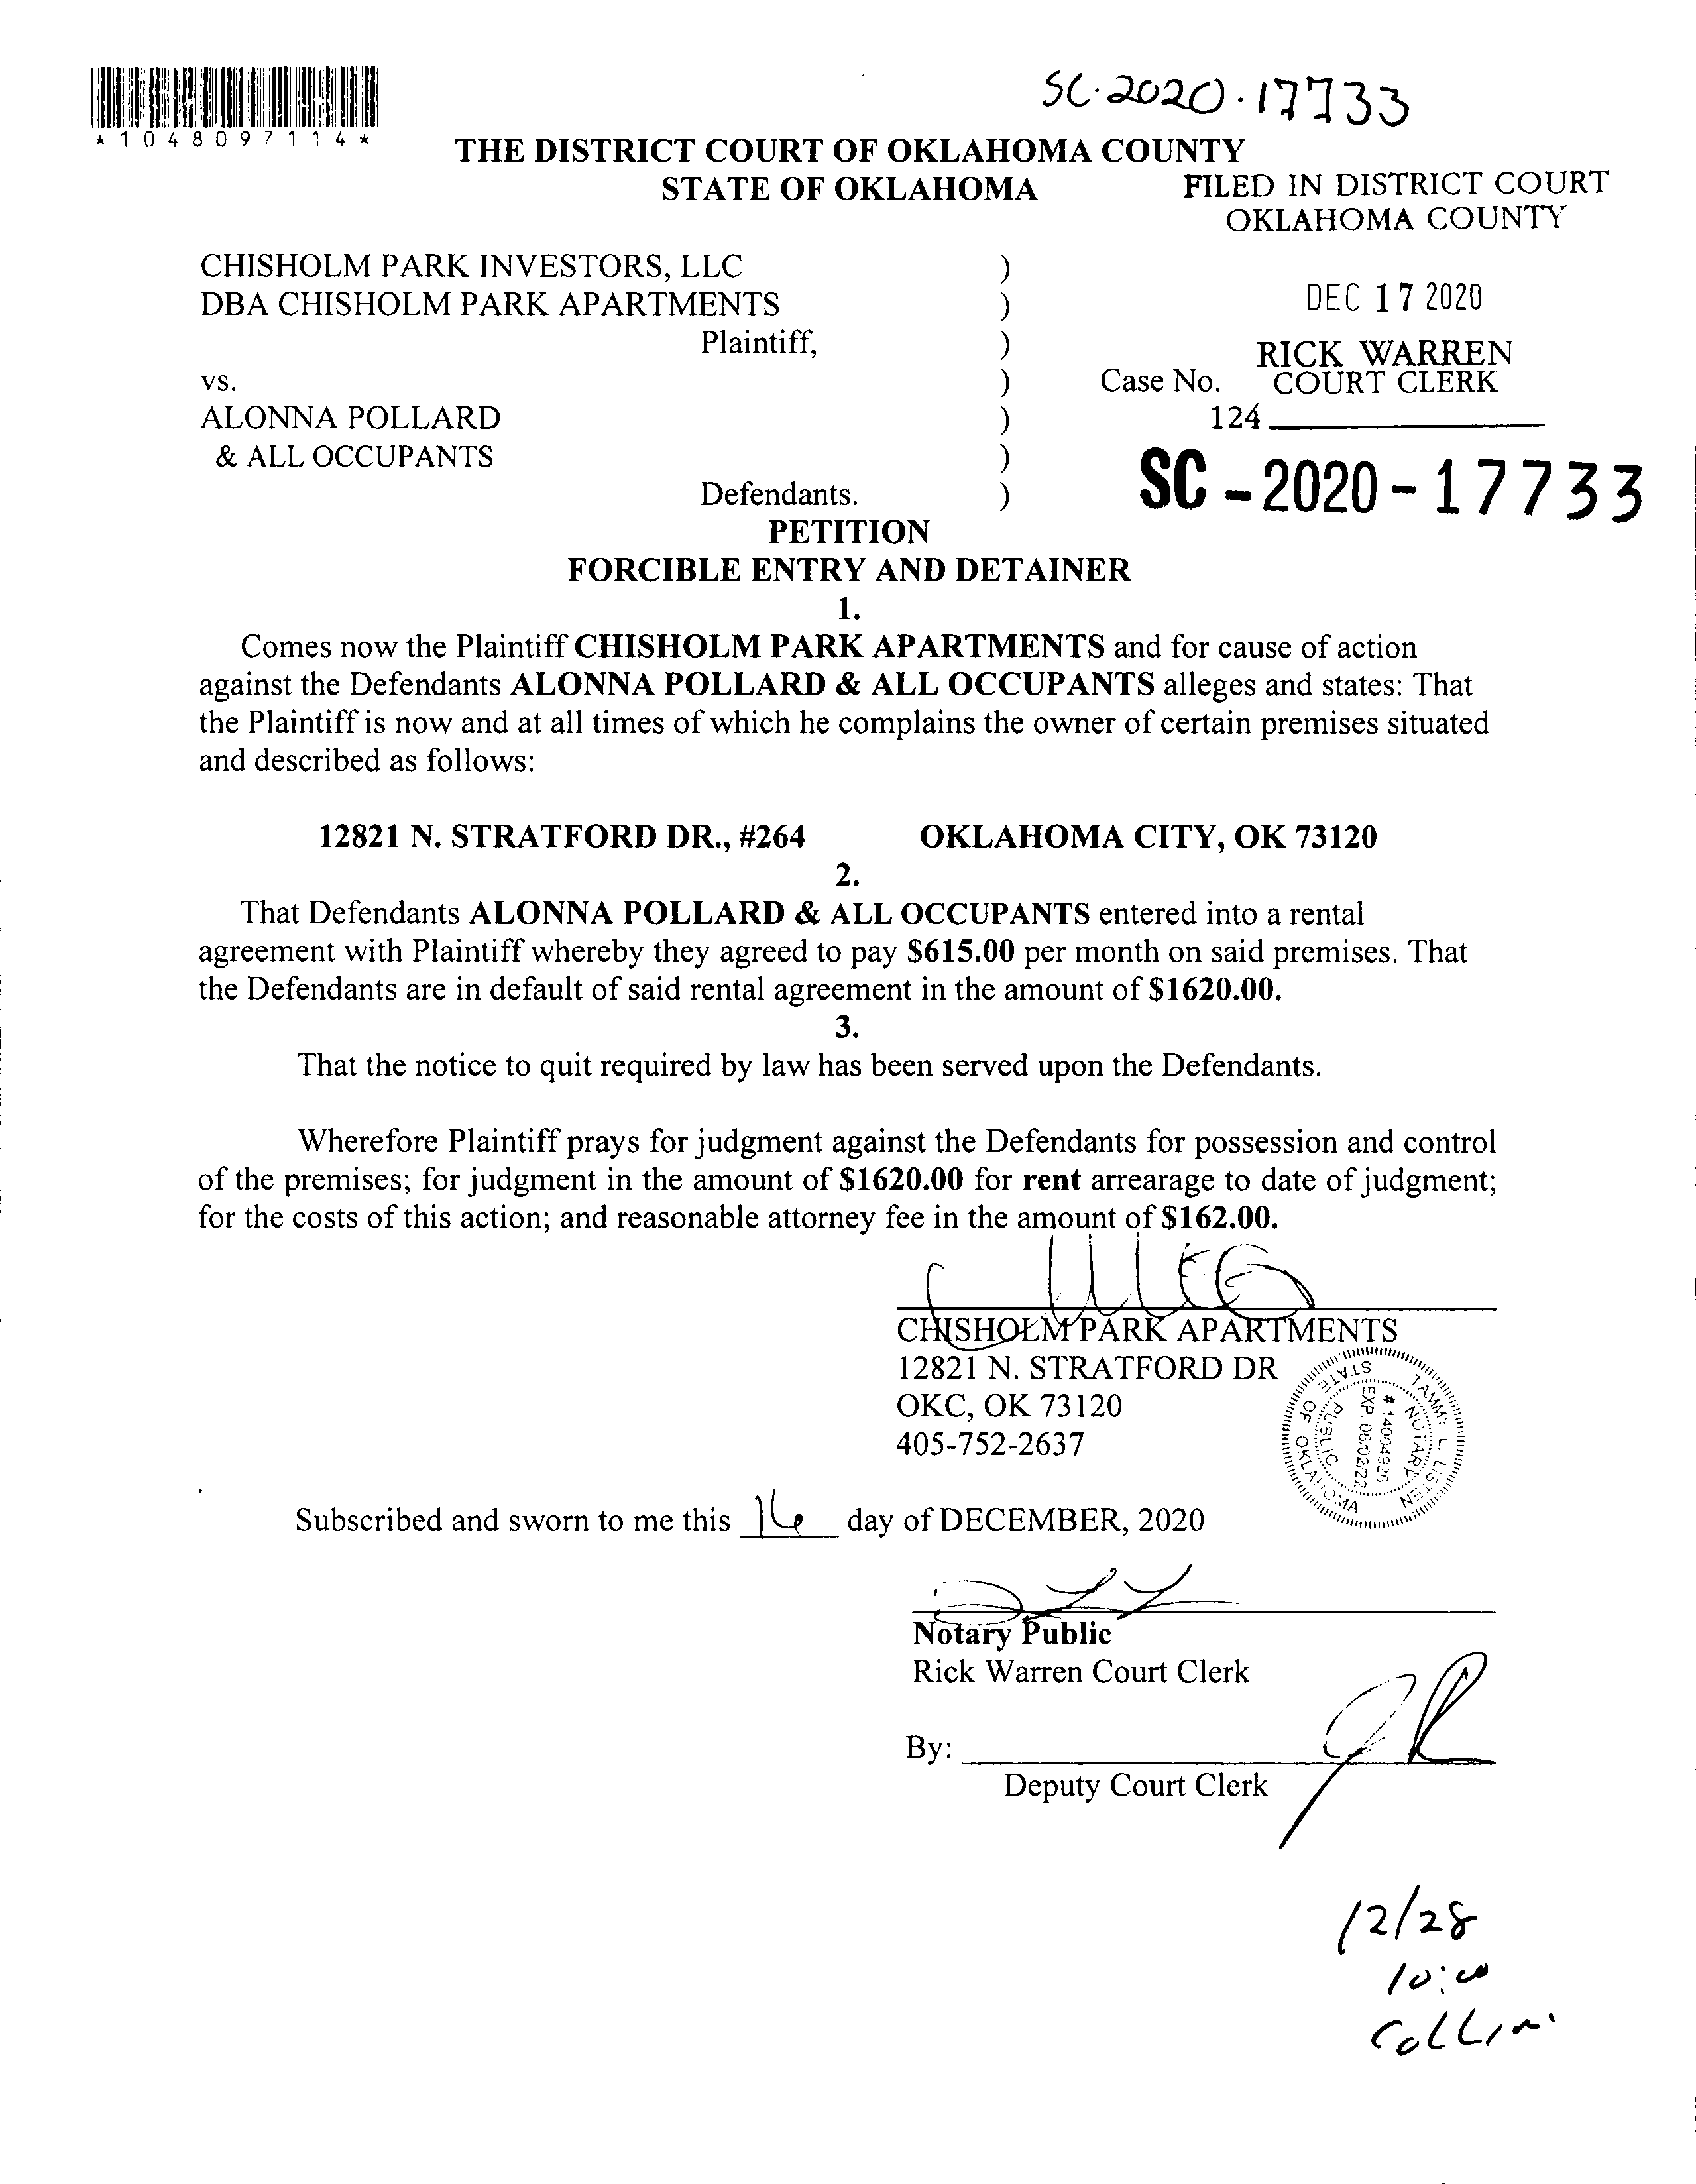 SC-2020-17733
*1048097114*
THE DISTRICT COURT OF OKLAHOMA COUNTY
STATE OF OKLAHOMA
FILED IN DISTRICT COURT
OKLAHOMA COUNTY
CHISHOLM PARK INVESTORS, LLC )
DBA CHISHOLM PARK APARTMENTS )
DEC 17 2020
Plaintiff, )
RICK WARREN
vs. ) Case No. COURT CLERK
ALONNA POLLARD ) 124
& ALL OCCUPANTS )
SC-2020-17733
Defendants. )
PETITION
FORCIBLE ENTRY AND DETAINER
1.
Comes now the Plaintiff CHISHOLM PARK APARTMENTS and for cause of action
against the Defendants ALONNA POLLARD & ALL OCCUPANTS alleges and states: That
the Plaintiff is now and at all times of which he complains the owner of certain premises situated
and described as follows:
12821 N. STRATFORD DR., #264 OKLAHOMA CITY, OK 73120
2.
That Defendants ALONNA POLLARD & ALL OCCUPANTS entered into a rental
agreement with Plaintiff whereby they agreed to pay $615.00 per month on said premises. That
the Defendants are in default of said rental agreement in the amount of $1620.00.
3.
That the notice to quit required by law has been served upon the Defendants.
Wherefore Plaintiff prays for judgment against the Defendants for possession and control
of the premises; for judgment in the amount of $1620.00 for rent arrearage to date of judgment;
for the costs of this action; and reasonable attorney fee in the amount of $162.00.
CHISHOLM PARK APARTMENTS
12821 N. STRATFORD DR
OKC, OK 73120
405-752-2637
TAMMY L. LISTEN
NOTARY
# 14004926
EXP. 06/02/22
PUBLIC
STATE OF OKLAHOMA
Subscribed and sworn to me this 16 day of DECEMBER, 2020
Notary Public
Rick Warren Court Clerk
By:
Deputy Court Clerk
12/28
10:00